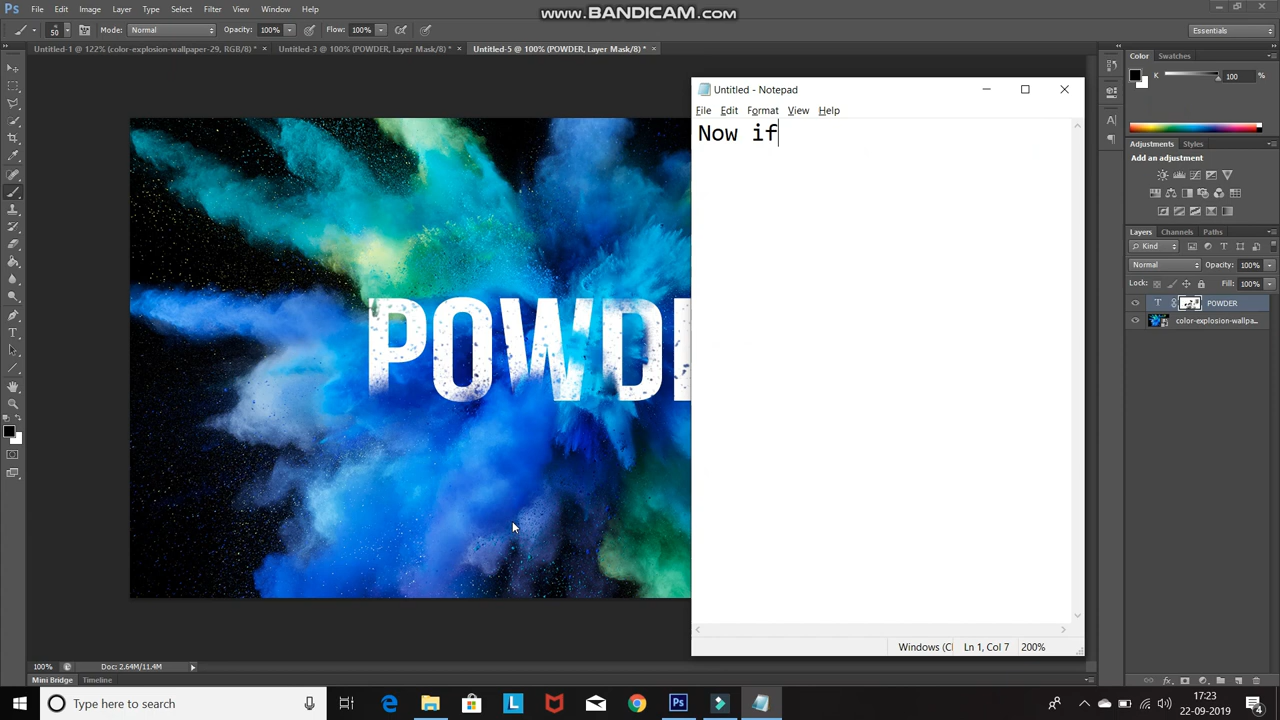 www.BANDICAM.com
Ps File Edit Image Layer Type Select Filter View Window Help
50 Mode: Normal Opacity: 100% Flow: 100% Essentials
Untitled-1 @ 122% (color-explosion-wallpaper-29, RGB/8) * × Untitled-3 @ 100% (POWDER, Layer Mask/8) * × Untitled-5 @ 100% (POWDER, Layer Mask/8) * ×
Untitled - Notepad
File Edit Format View Help
Now if
POWDE
Windows (C Ln 1, Col 7 200%
Color Swatches
K 100 %
Adjustments Styles
Add an adjustment
Layers Channels Paths
Kind
Normal Opacity: 100%
Lock: Fill: 100%
T POWDER
color-explosion-wallpa...
100% Doc: 2.64M/11.4M
Mini Bridge Timeline
Type here to search
L Ps
17:23
22-09-2019
4